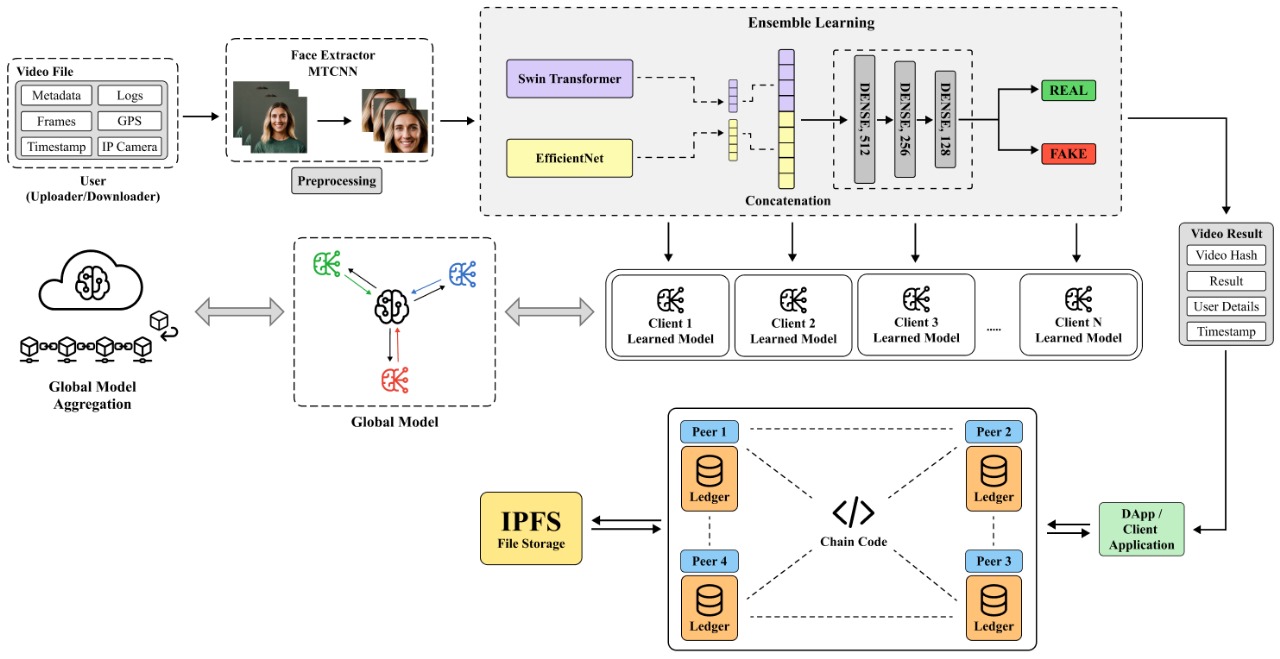 Ensemble Learning
Video File
Metadata
Logs
Frames
GPS
Timestamp
IP Camera
User
(Uploader/Downloader)
Face Extractor
MTCNN
Preprocessing
Swin Transformer
EfficientNet
Concatenation
DENSE, 512
DENSE, 256
DENSE, 128
REAL
FAKE
Video Result
Video Hash
Result
User Details
Timestamp
Global Model
Aggregation
Global Model
Client 1
Learned Model
Client 2
Learned Model
Client 3
Learned Model
.....
Client N
Learned Model
IPFS
File Storage
Peer 1
Ledger
Peer 2
Ledger
Chain Code
Peer 4
Ledger
Peer 3
Ledger
DApp /
Client
Application